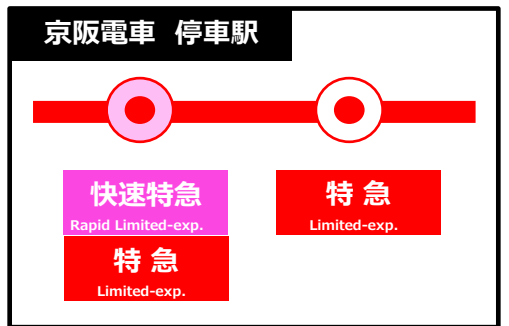 京阪電車 停車駅
快速特急
Rapid Limited-exp.
特 急
Limited-exp.
特 急
Limited-exp.